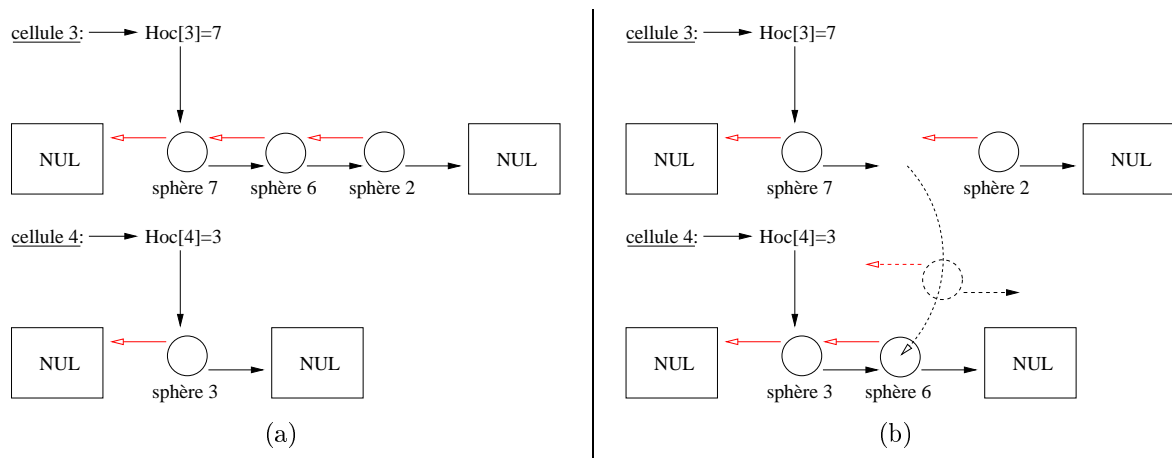 cellule 3: Hoc[3]=7
NUL NUL
sphère 7 sphère 6 sphère 2
cellule 4: Hoc[4]=3
NUL NUL
sphère 3
(a)
cellule 3: Hoc[3]=7
NUL NUL
sphère 7 sphère 2
cellule 4: Hoc[4]=3
NUL NUL
sphère 3 sphère 6
(b)